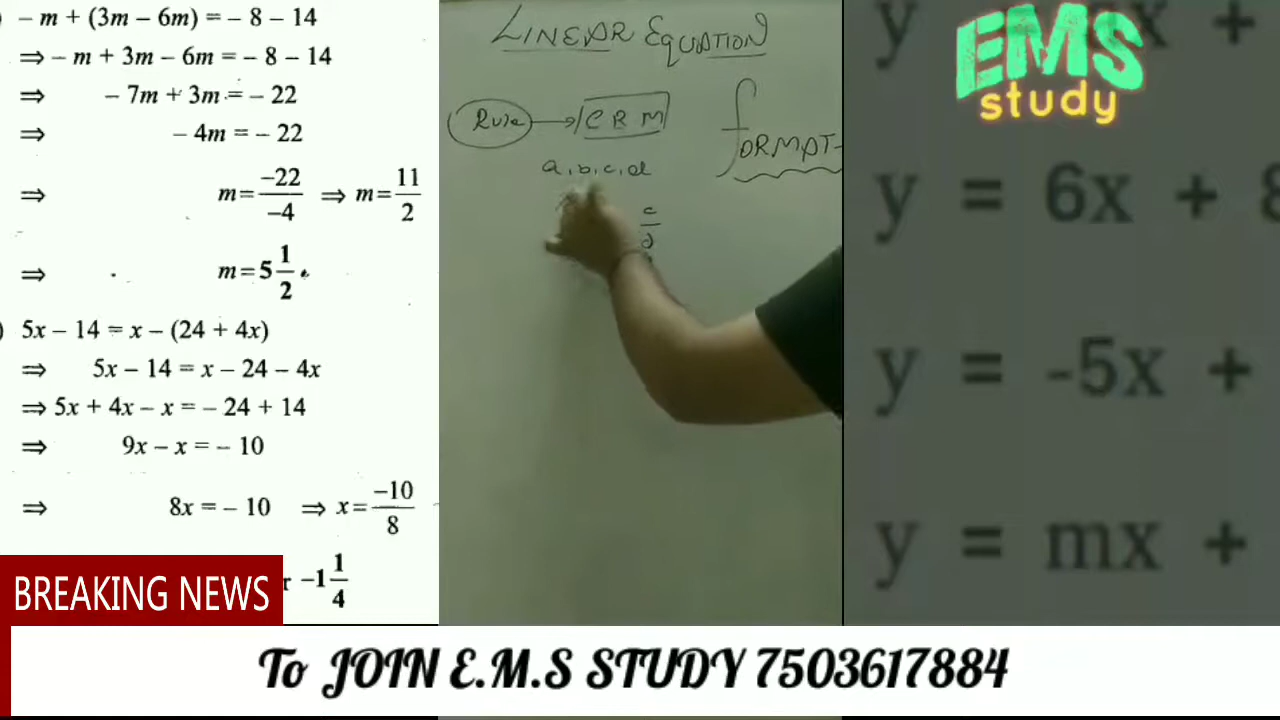 – m + (3m – 6m) = – 8 – 14
⇒ – m + 3m – 6m = – 8 – 14
⇒ – 7m + 3m = – 22
⇒ – 4m = – 22
⇒ m = -22/-4 ⇒ m = 11/2
⇒ m = 5 1/2
) 5x – 14 = x – (24 + 4x)
⇒ 5x – 14 = x – 24 – 4x
⇒ 5x + 4x – x = – 24 + 14
⇒ 9x – x = – 10
⇒ 8x = – 10 ⇒ x = -10/8
-1 1/4
LINEAR EQUATION
Rule → C R M
a, b, c, d
c
FORMAT
EMS
study
y = 6x + 8
y = -5x +
y = mx +
BREAKING NEWS
To JOIN E.M.S STUDY 7503617884